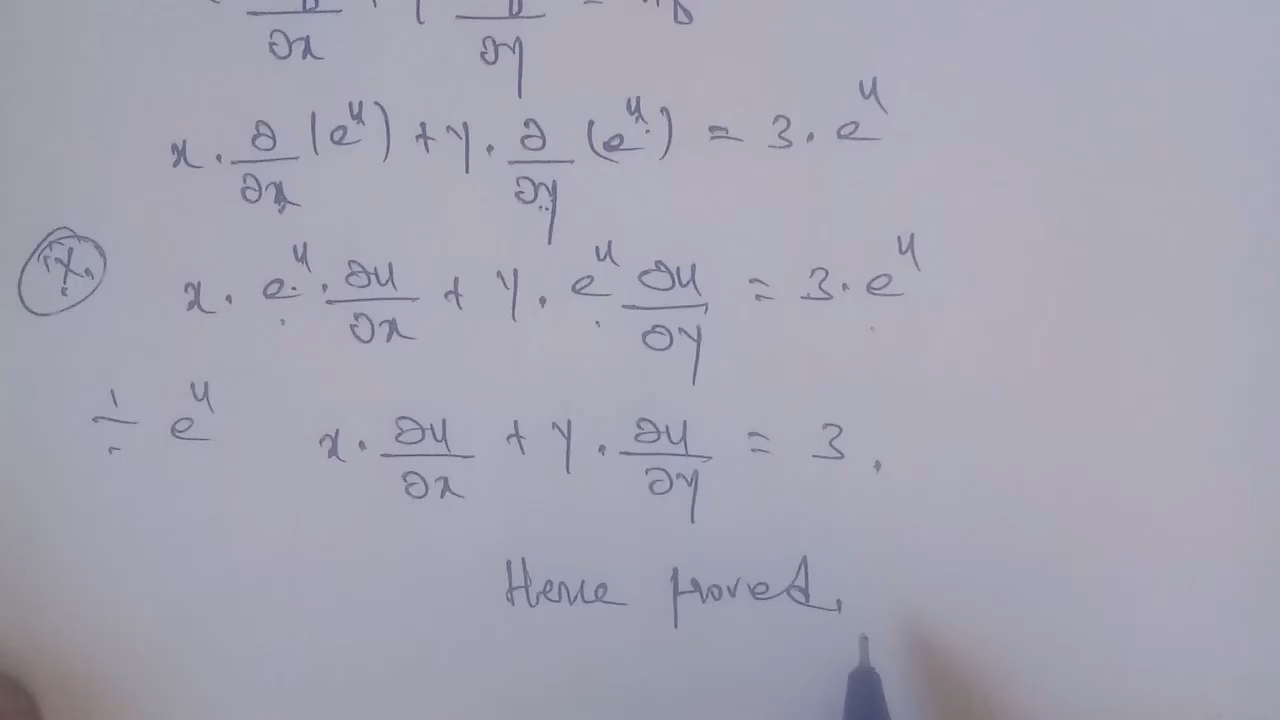 ∂x ∂y
x · ∂/∂x (e^u) + y · ∂/∂y (e^u) = 3 · e^u
x · e^u · ∂u/∂x + y · e^u ∂u/∂y = 3 · e^u
÷ e^u x · ∂u/∂x + y · ∂u/∂y = 3.
Hence proved.